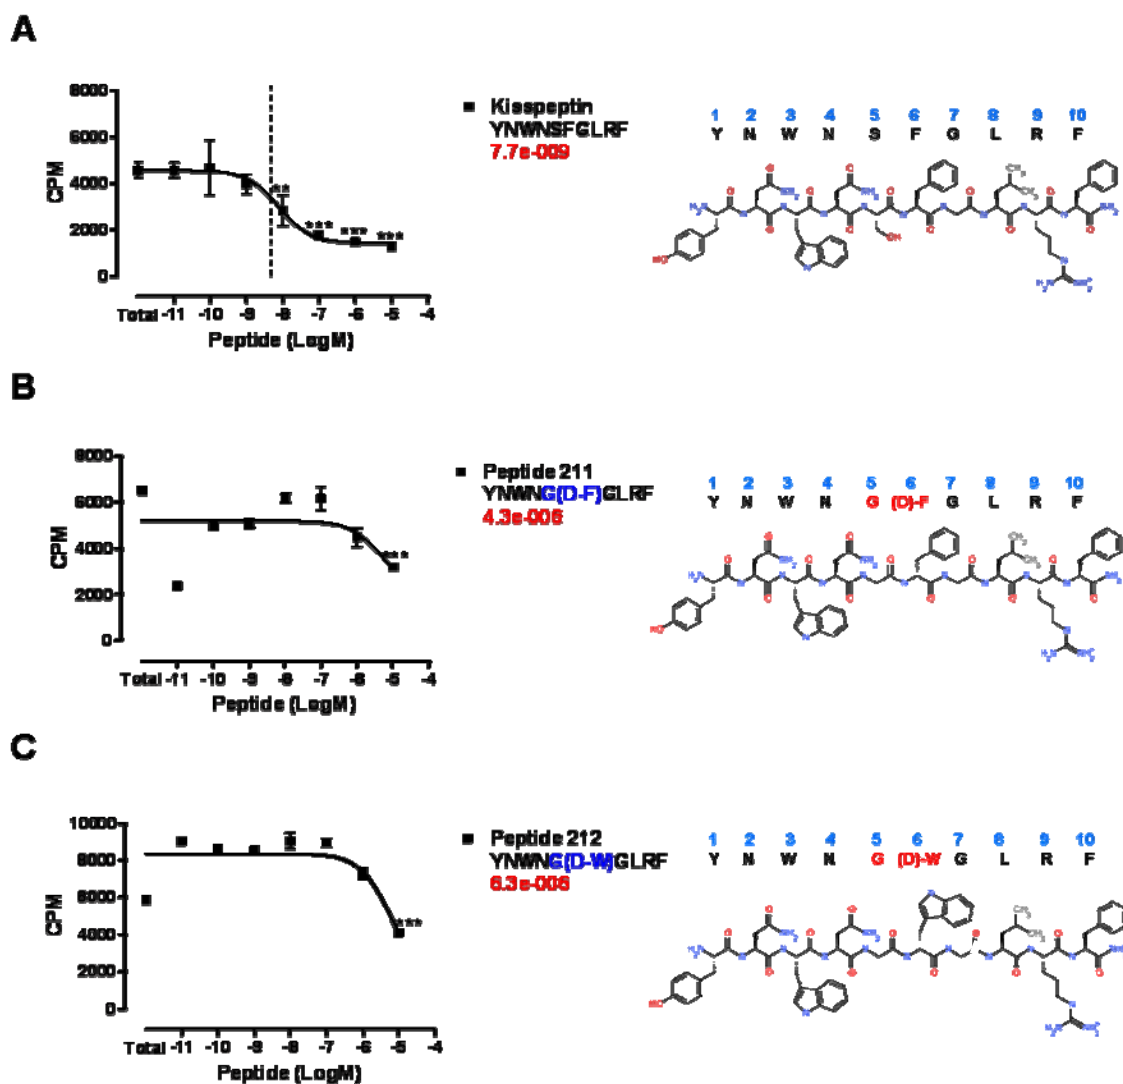 A
8000
6000
4000
2000
0
CPM
**
***
***
***
Total -11 -10 -9 -8 -7 -6 -5 -4
Peptide (LogM)
Kisspeptin
YNWNSFGLRF
7.7e-009
1 2 3 4 5 6 7 8 9 10
Y N W N S F G L R F
B
8000
6000
4000
2000
0
CPM
***
Total -11 -10 -9 -8 -7 -6 -5 -4
Peptide (LogM)
Peptide 211
YNWNG(D-F)GLRF
4.3e-006
1 2 3 4 5 6 7 8 9 10
Y N W N G (D)-F G L R F
C
10000
8000
6000
4000
2000
0
CPM
***
Total -11 -10 -9 -8 -7 -6 -5 -4
Peptide (LogM)
Peptide 212
YNWNG(D-W)GLRF
6.3e-006
1 2 3 4 5 6 7 8 9 10
Y N W N G (D)-W G L R F